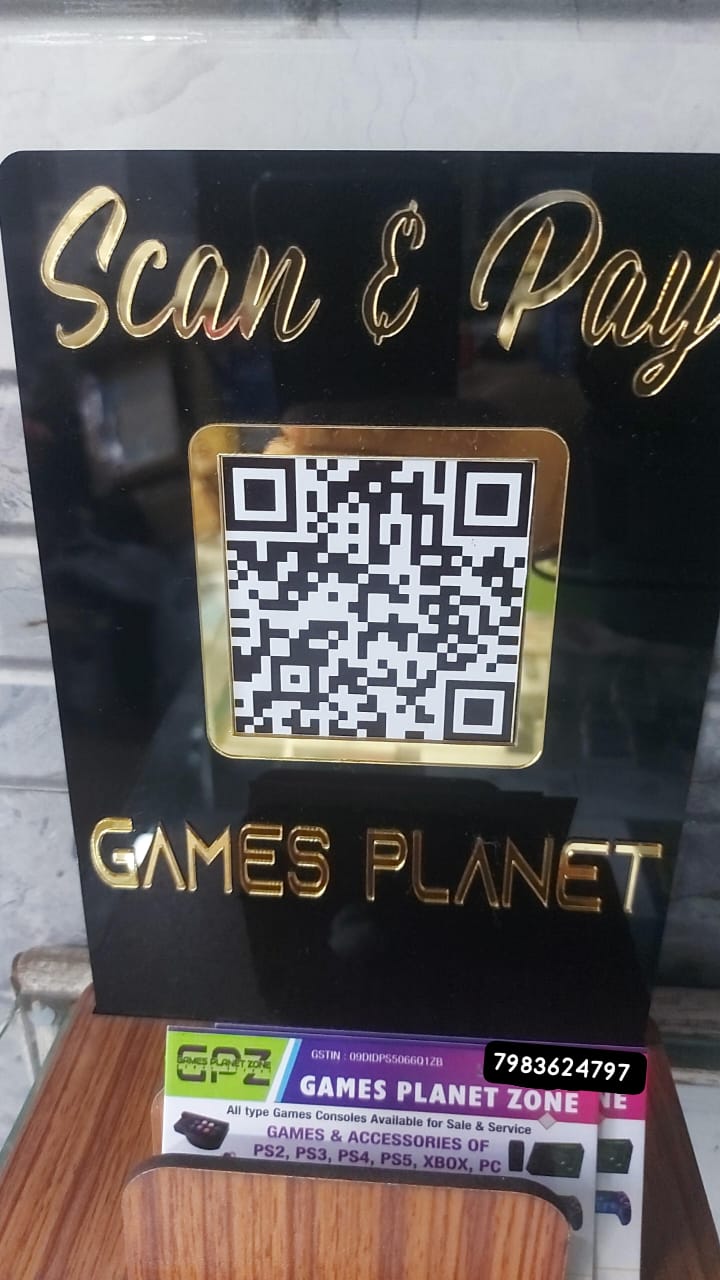 Scan & Pay
GAMES PLANET
GPZ
GAMES PLANET ZONE
GSTIN : 09DIDPS5066Q1ZB
7983624797
GAMES PLANET ZONE
NE
All type Games Consoles Available for Sale & Service
GAMES & ACCESSORIES OF
PS2, PS3, PS4, PS5, XBOX, PC